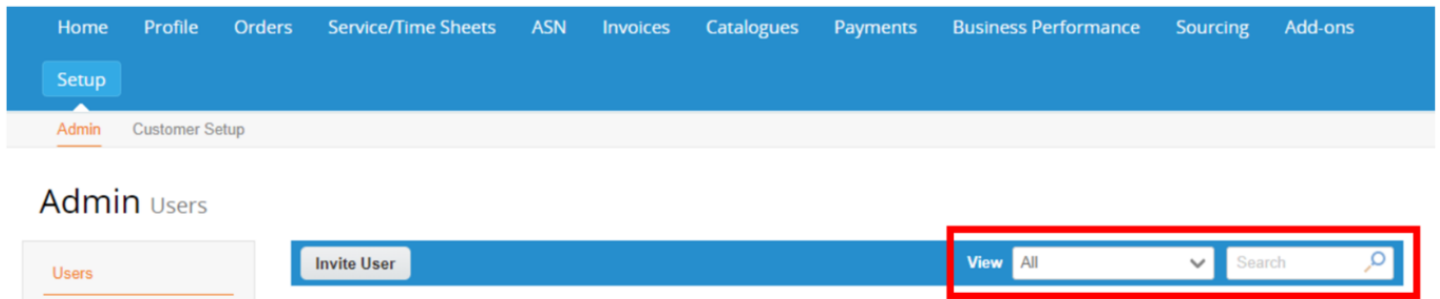 Home Profile Orders Service/Time Sheets ASN Invoices Catalogues Payments Business Performance Sourcing Add-ons
Setup
Admin Customer Setup
Admin Users
Users Invite User View All Search